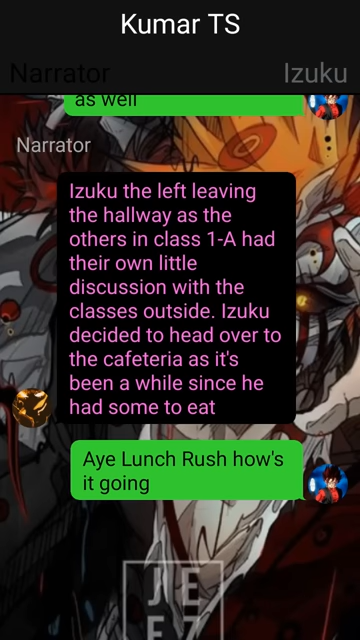 Kumar TS
Narrator
Izuku
as well
Narrator
Izuku the left leaving
the hallway as the
others in class 1-A had
their own little
discussion with the
classes outside. Izuku
decided to head over to
the cafeteria as it's
been a while since he
had some to eat
Aye Lunch Rush how's
it going
JE